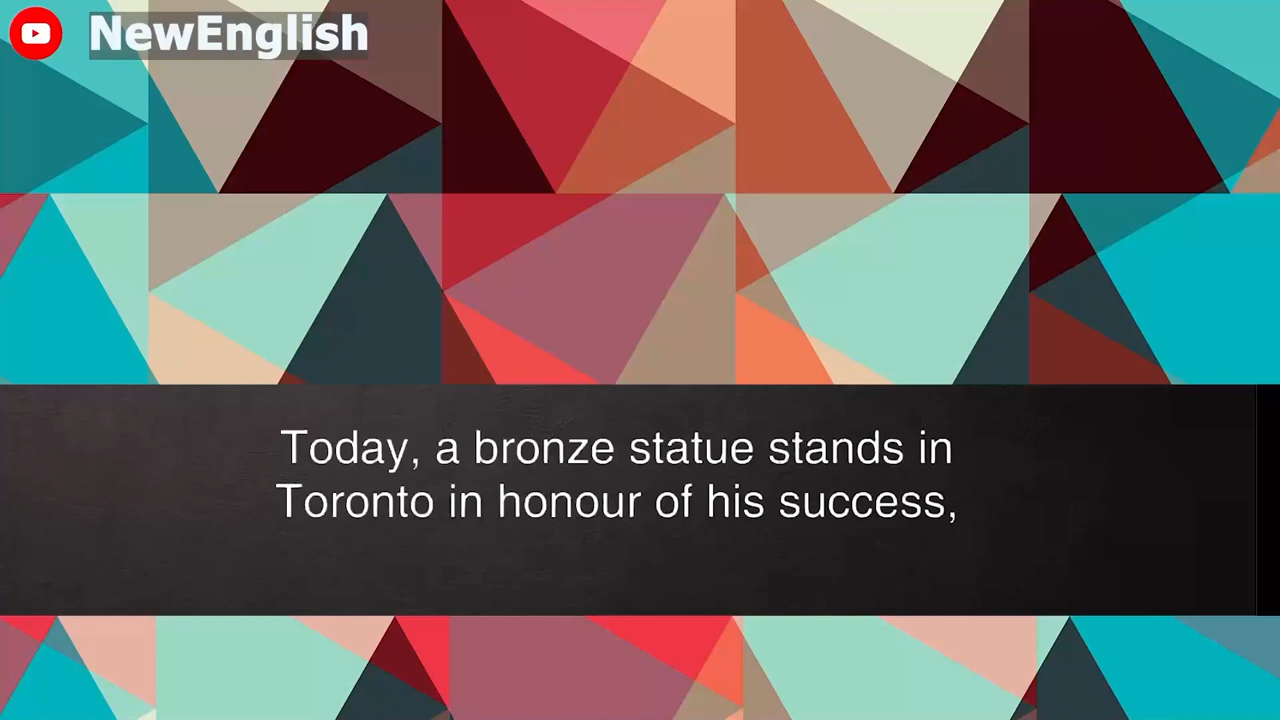 NewEnglish
Today, a bronze statue stands in
Toronto in honour of his success,